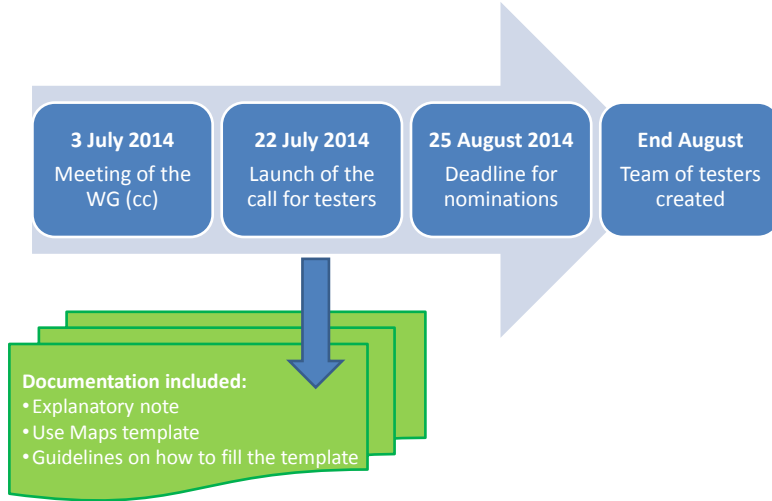 3 July 2014
Meeting of the
WG (cc)
22 July 2014
Launch of the
call for testers
25 August 2014
Deadline for
nominations
End August
Team of testers
created
Documentation included:
• Explanatory note
• Use Maps template
• Guidelines on how to fill the template